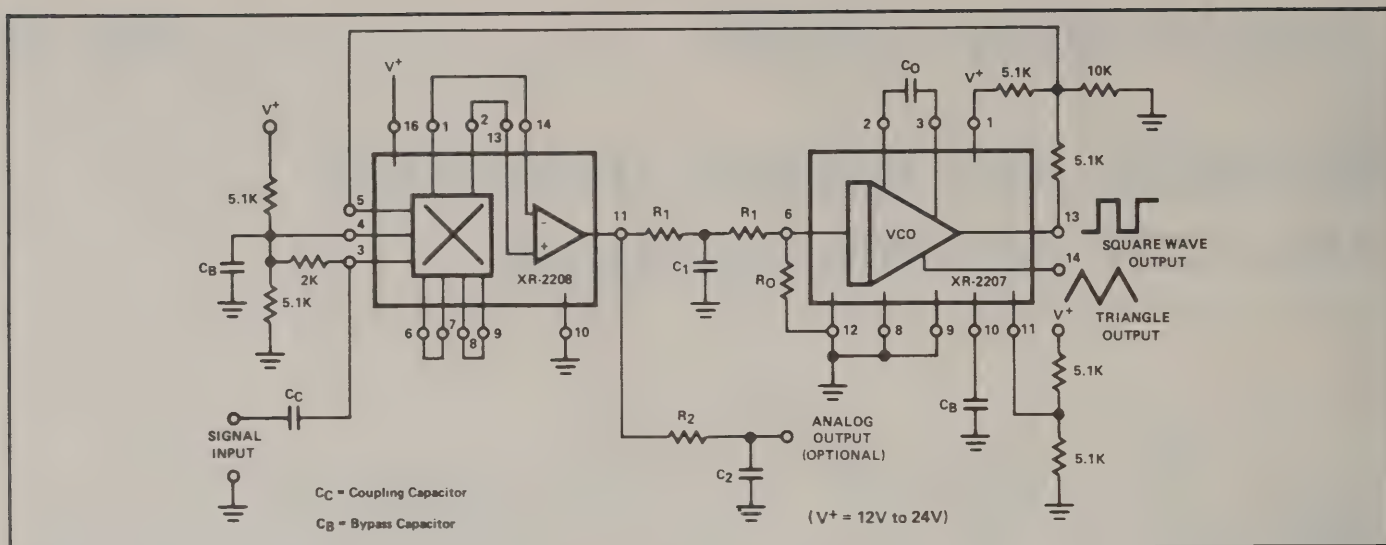 V+
5.1K
CB
5.1K
2K
5
4
3
CC
SIGNAL
INPUT
V+
16
1
2
13
14
XR-2208
6
7
8
9
10
11
R1
C1
R1
6
RO
R2
C2
ANALOG
OUTPUT
(OPTIONAL)
CO
2
3
V+
1
5.1K
10K
5.1K
VCO
XR-2207
13
SQUARE WAVE
OUTPUT
14
TRIANGLE
OUTPUT
12
8
9
10
11
CB
V+
5.1K
5.1K
CC = Coupling Capacitor
CB = Bypass Capacitor
(V+ = 12V to 24V)